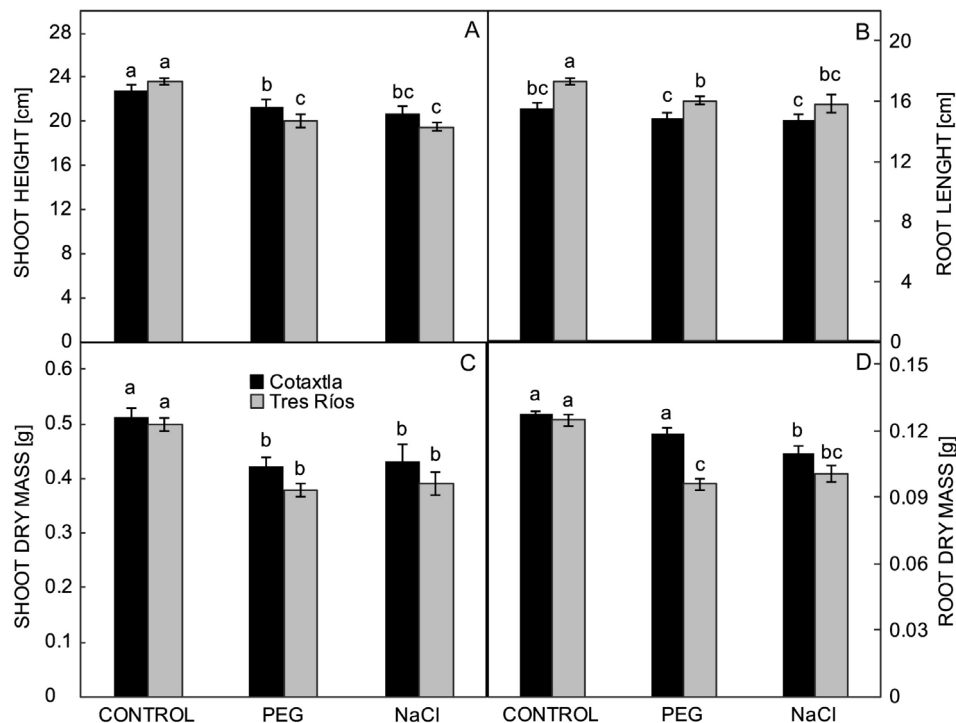 A
SHOOT HEIGHT [cm]
28
24
20
16
12
8
4
0
a a
b c
bc c
B
bc a
c b
c bc
20
16
12
8
4
0
ROOT LENGHT [cm]
C
SHOOT DRY MASS [g]
0.6
0.5
0.4
0.3
0.2
0.1
0
a a
b b
b b
Cotaxtla
Tres Ríos
CONTROL PEG NaCl
D
a a
a c
b bc
0.15
0.12
0.09
0.06
0.03
0
ROOT DRY MASS [g]
CONTROL PEG NaCl